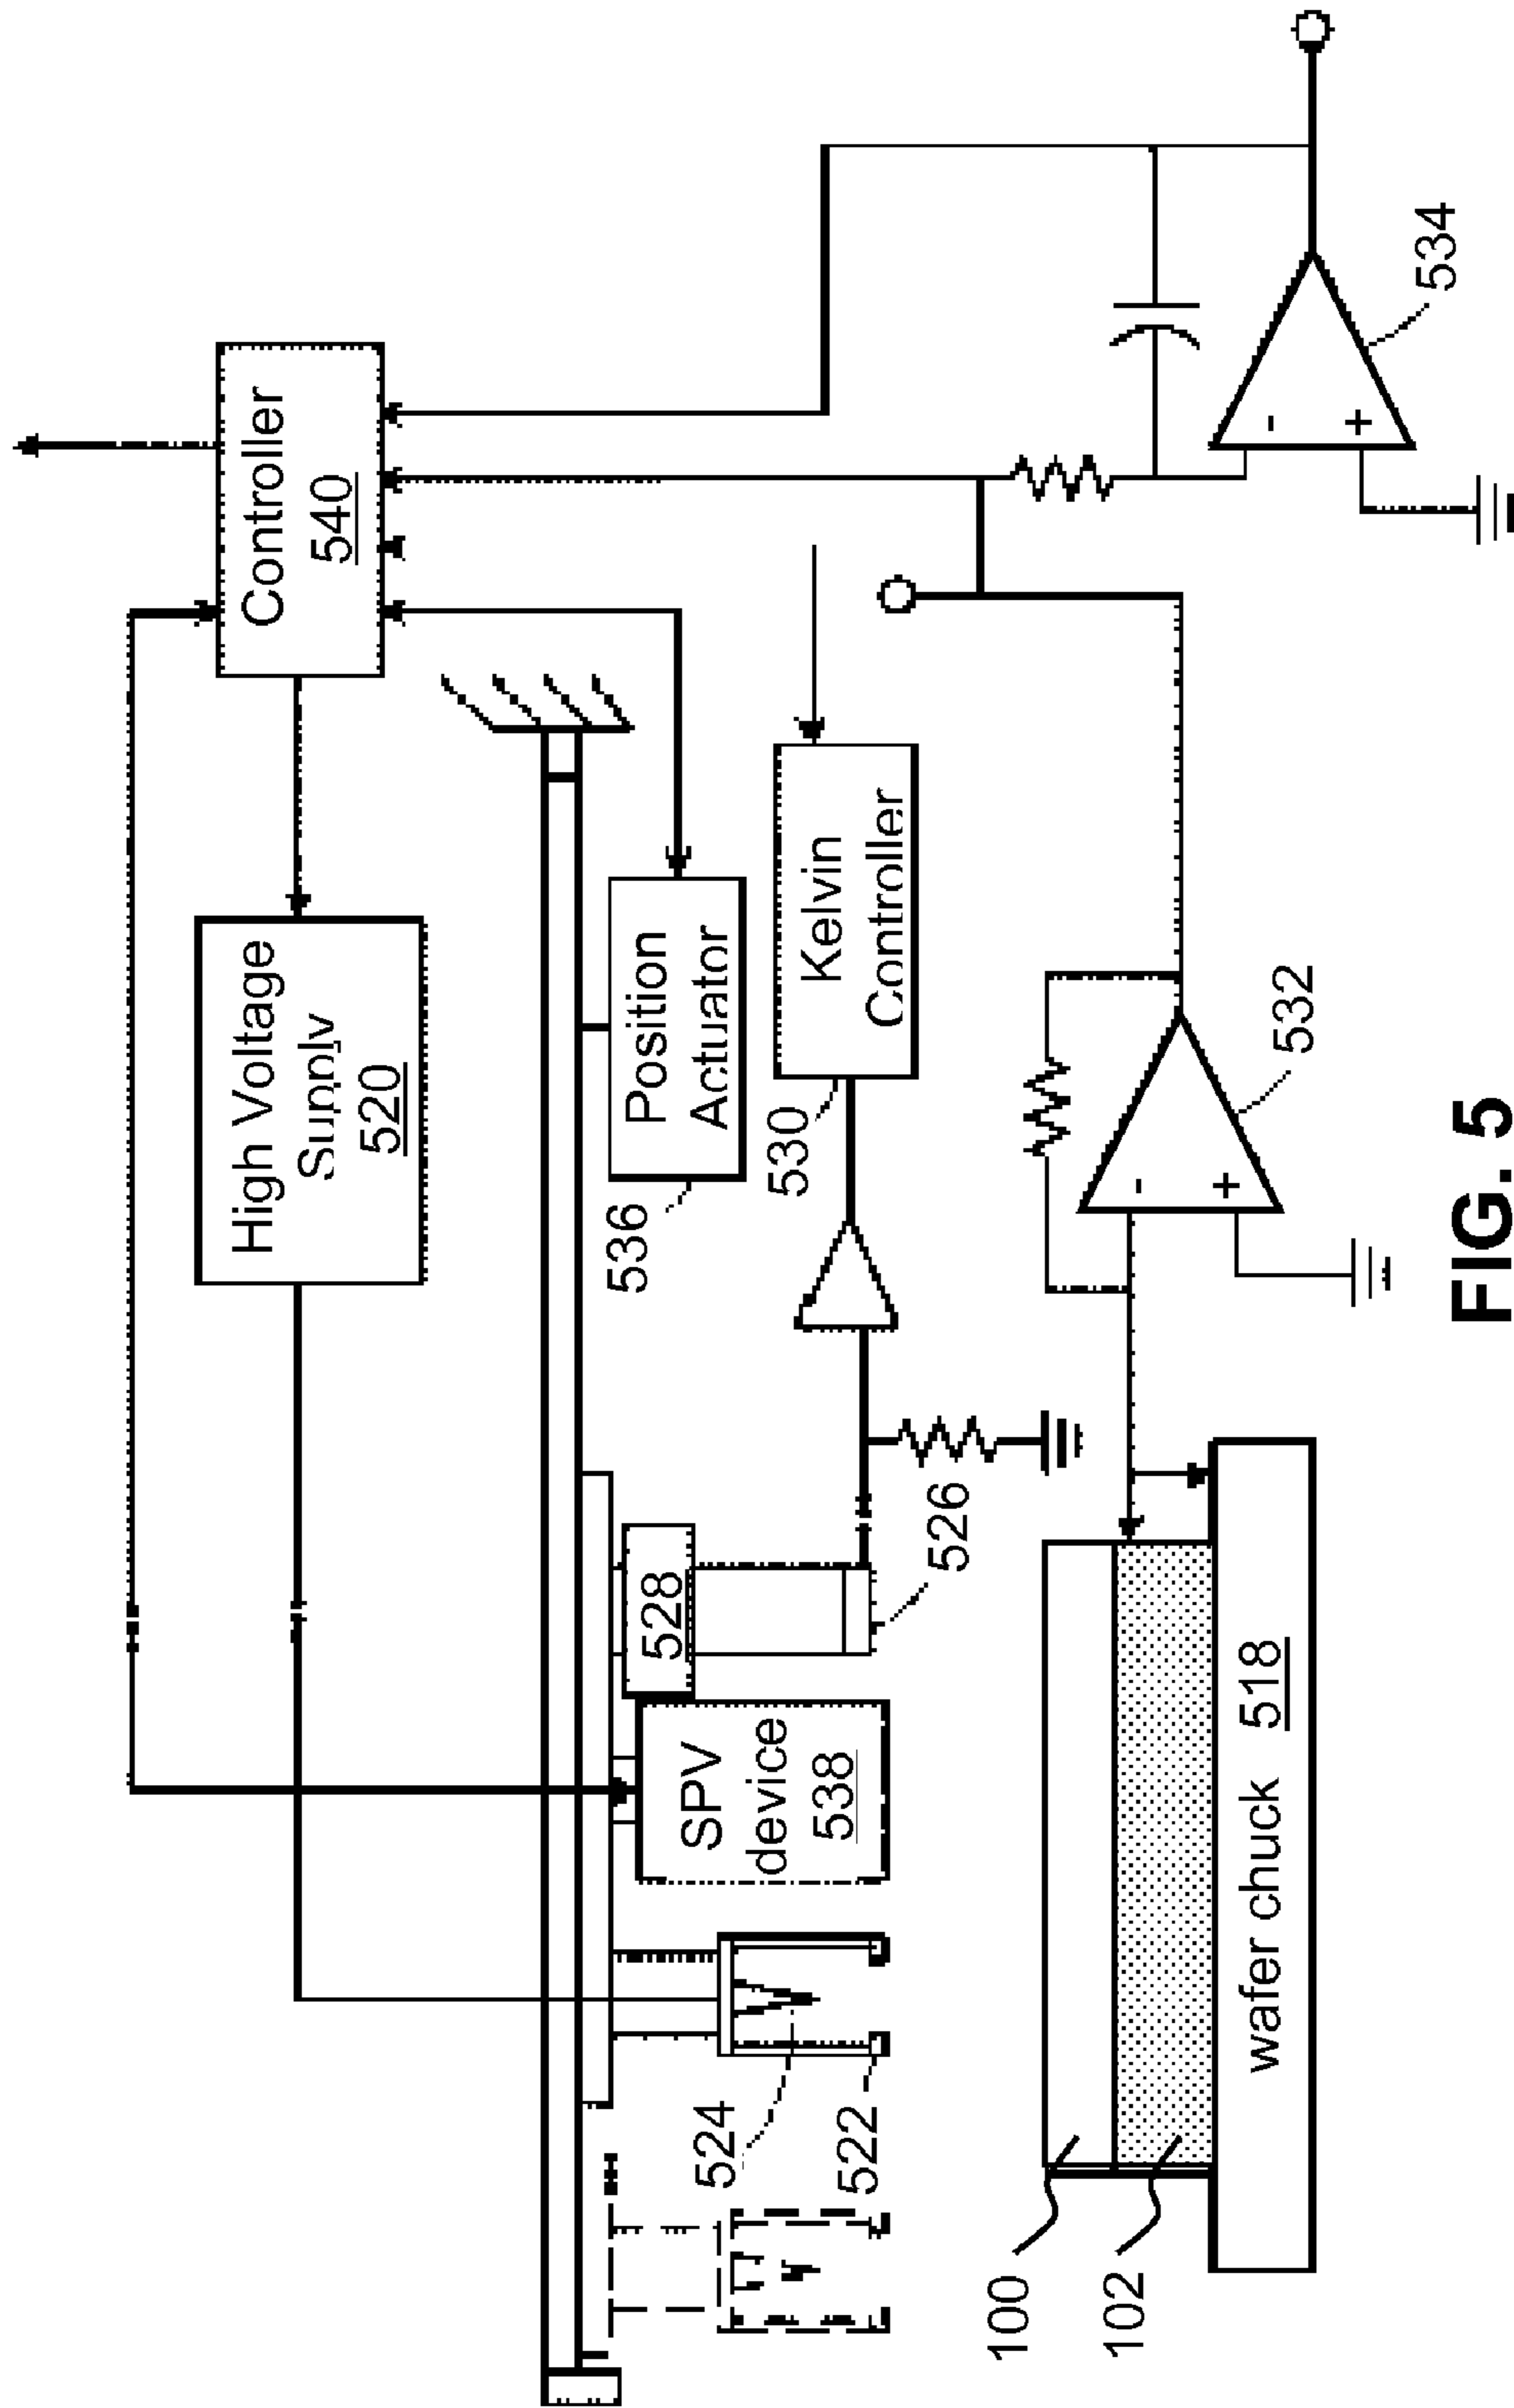 Controller
540
High Voltage
Supply
520
Position
Actuator
536
Kelvin
Controller
530
528
SPV
device
538
526
524
522
-
+
532
-
+
534
100
102
wafer chuck 518
FIG. 5